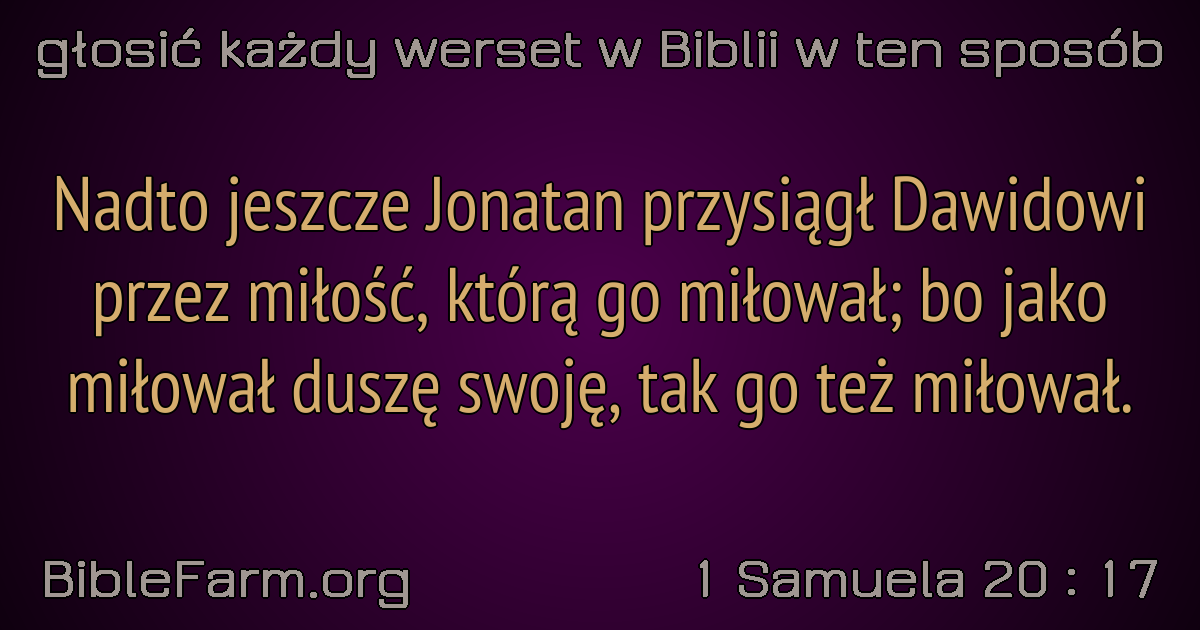 głosić każdy werset w Biblii w ten sposób
Nadto jeszcze Jonatan przysiągł Dawidowi
przez miłość, którą go miłował; bo jako
miłował duszę swoję, tak go też miłował.
BibleFarm.org
1 Samuela 20 : 17